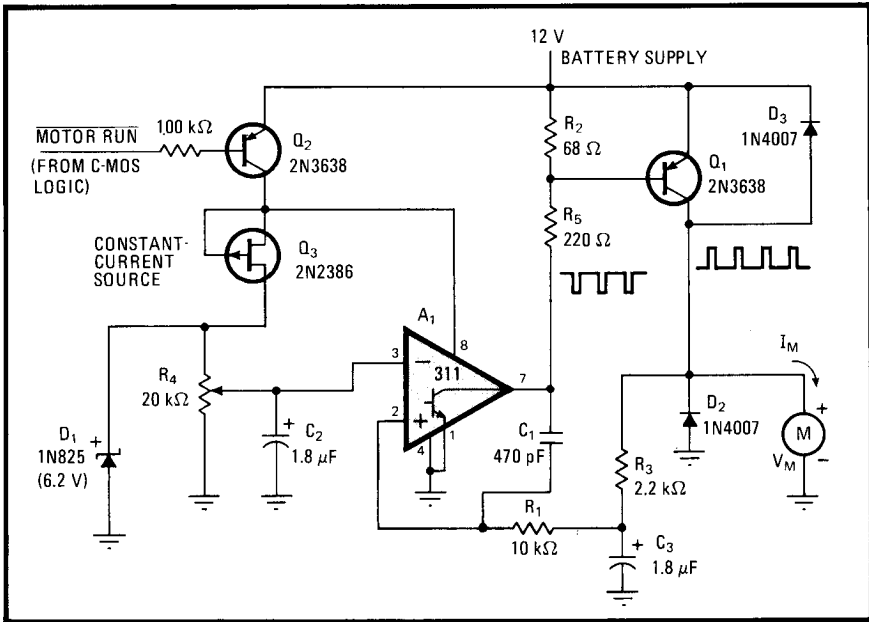 12 V
BATTERY SUPPLY
MOTOR RUN
(FROM C-MOS
LOGIC)
100 kΩ
Q2
2N3638
CONSTANT-
CURRENT
SOURCE
Q3
2N2386
R2
68 Ω
R5
220 Ω
Q1
2N3638
D3
1N4007
A1
3
8
311
7
2
4
1
R4
20 kΩ
D1
1N825
(6.2 V)
+
C2
1.8 µF
C1
470 pF
R1
10 kΩ
R3
2.2 kΩ
+
C3
1.8 µF
D2
1N4007
IM
+
M
VM
−